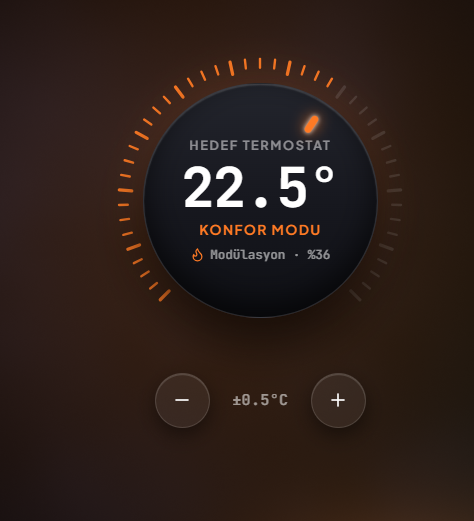 HEDEF TERMOSTAT
22.5°
KONFOR MODU
Modülasyon · %36
− ±0.5°C +